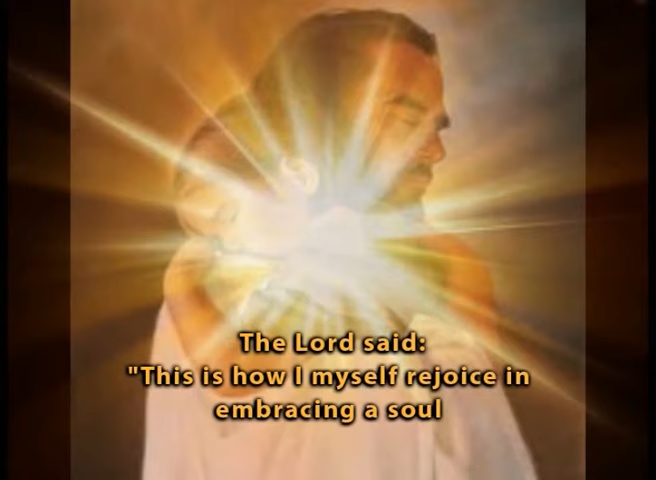 The Lord said:
"This is how I myself rejoice in
embracing a soul